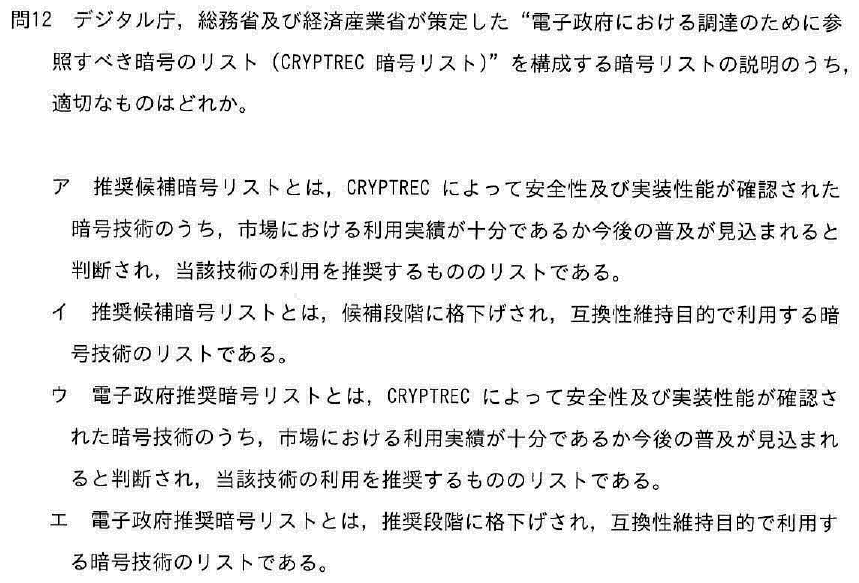 問12 デジタル庁，総務省及び経済産業省が策定した“電子政府における調達のために参
照すべき暗号のリスト（CRYPTREC 暗号リスト）”を構成する暗号リストの説明のうち，
適切なものはどれか。
ア 推奨候補暗号リストとは，CRYPTREC によって安全性及び実装性能が確認された
暗号技術のうち，市場における利用実績が十分であるか今後の普及が見込まれると
判断され，当該技術の利用を推奨するもののリストである。
イ 推奨候補暗号リストとは，候補段階に格下げされ，互換性維持目的で利用する暗
号技術のリストである。
ウ 電子政府推奨暗号リストとは，CRYPTREC によって安全性及び実装性能が確認さ
れた暗号技術のうち，市場における利用実績が十分であるか今後の普及が見込まれ
ると判断され，当該技術の利用を推奨するもののリストである。
エ 電子政府推奨暗号リストとは，推奨段階に格下げされ，互換性維持目的で利用す
る暗号技術のリストである。